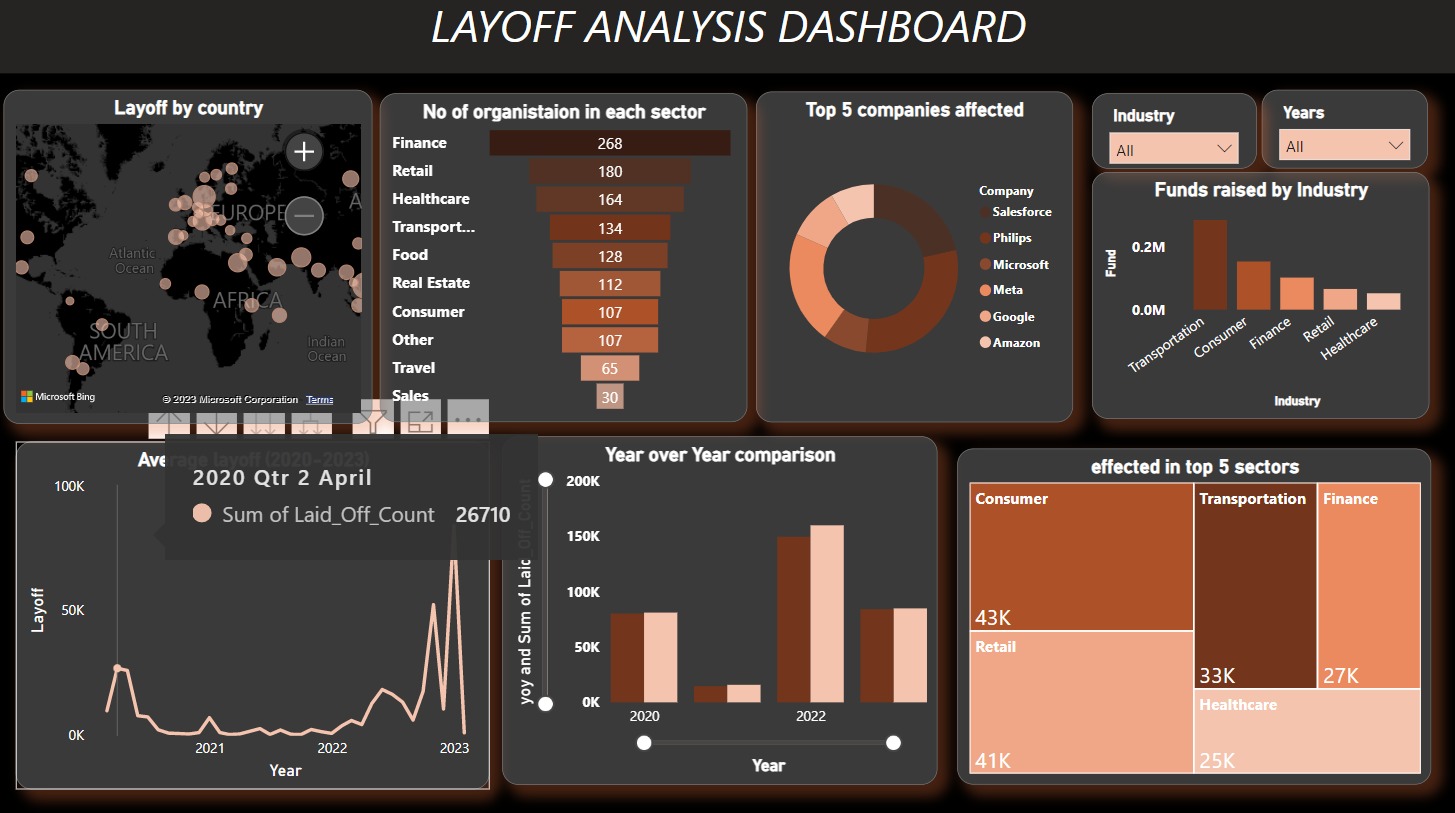 LAYOFF ANALYSIS DASHBOARD
Layoff by country
EUROPE
A
Atlantic
Ocean
AFRICA
SOUTH
AMERICA
Indian
Ocean
Microsoft Bing
© 2023 Microsoft Corporation Terms
No of organistaion in each sector
Finance 268
Retail 180
Healthcare 164
Transport... 134
Food 128
Real Estate 112
Consumer 107
Other 107
Travel 65
Sales 30
Top 5 companies affected
Company
Salesforce
Philips
Microsoft
Meta
Google
Amazon
Industry
All
Years
All
Funds raised by Industry
Fund
0.2M
0.0M
Transportation
Consumer
Finance
Retail
Healthcare
Industry
Average layoff (2020-2023)
2020 Qtr 2 April
Sum of Laid_Off_Count 26710
Layoff
100K
50K
0K
2021 2022 2023
Year
Year over Year comparison
yoy and Sum of Laid_Off_Count
200K
150K
100K
50K
0K
2020 2022
Year
effected in top 5 sectors
Consumer
43K
Retail
41K
Transportation
33K
Finance
27K
Healthcare
25K